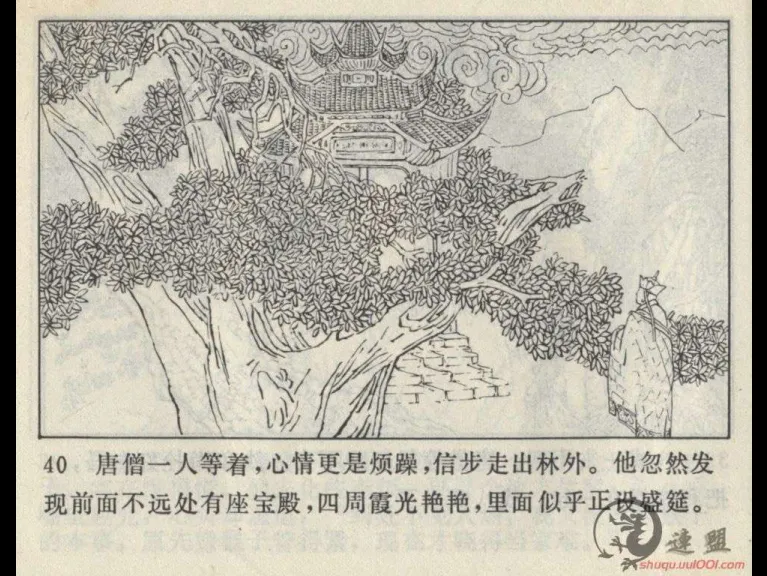 40 唐僧一人等着，心情更是烦躁，信步走出林外。他忽然发
现前面不远处有座宝殿，四周霞光艳艳，里面似乎正设盛筵。
連盟
shuqu.uul00l.com